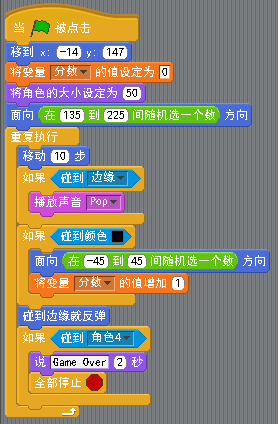 当 被点击
移到 x: -14 y: 147
将变量 分数 的值设定为 0
将角色的大小设定为 50
面向 在 135 到 225 间随机选一个数 方向
重复执行
移动 10 步
如果 碰到 边缘
播放声音 Pop
如果 碰到颜色
面向 在 -45 到 45 间随机选一个数 方向
将变量 分数 的值增加 1
碰到边缘就反弹
如果 碰到 角色4
说 Game Over 2 秒
全部停止